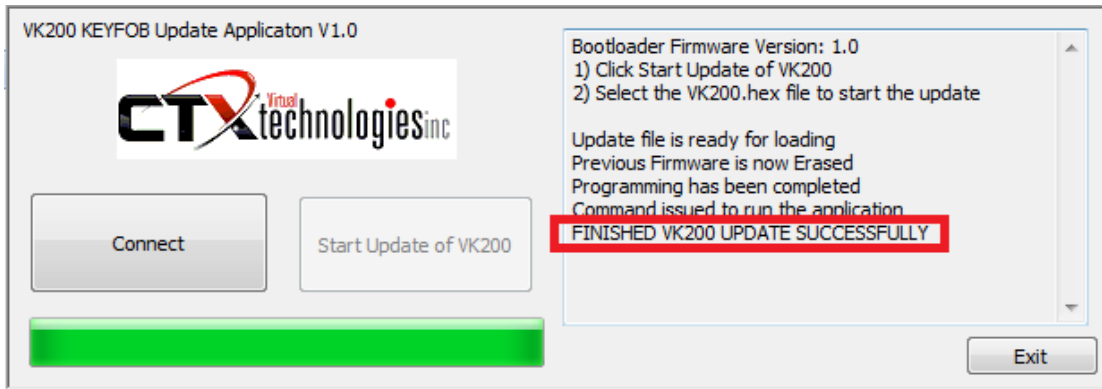 VK200 KEYFOB Update Applicaton V1.0
CTX Virtual technologies inc
Connect
Start Update of VK200
Bootloader Firmware Version: 1.0
1) Click Start Update of VK200
2) Select the VK200.hex file to start the update
Update file is ready for loading
Previous Firmware is now Erased
Programming has been completed
Command issued to run the application
FINISHED VK200 UPDATE SUCCESSFULLY
Exit